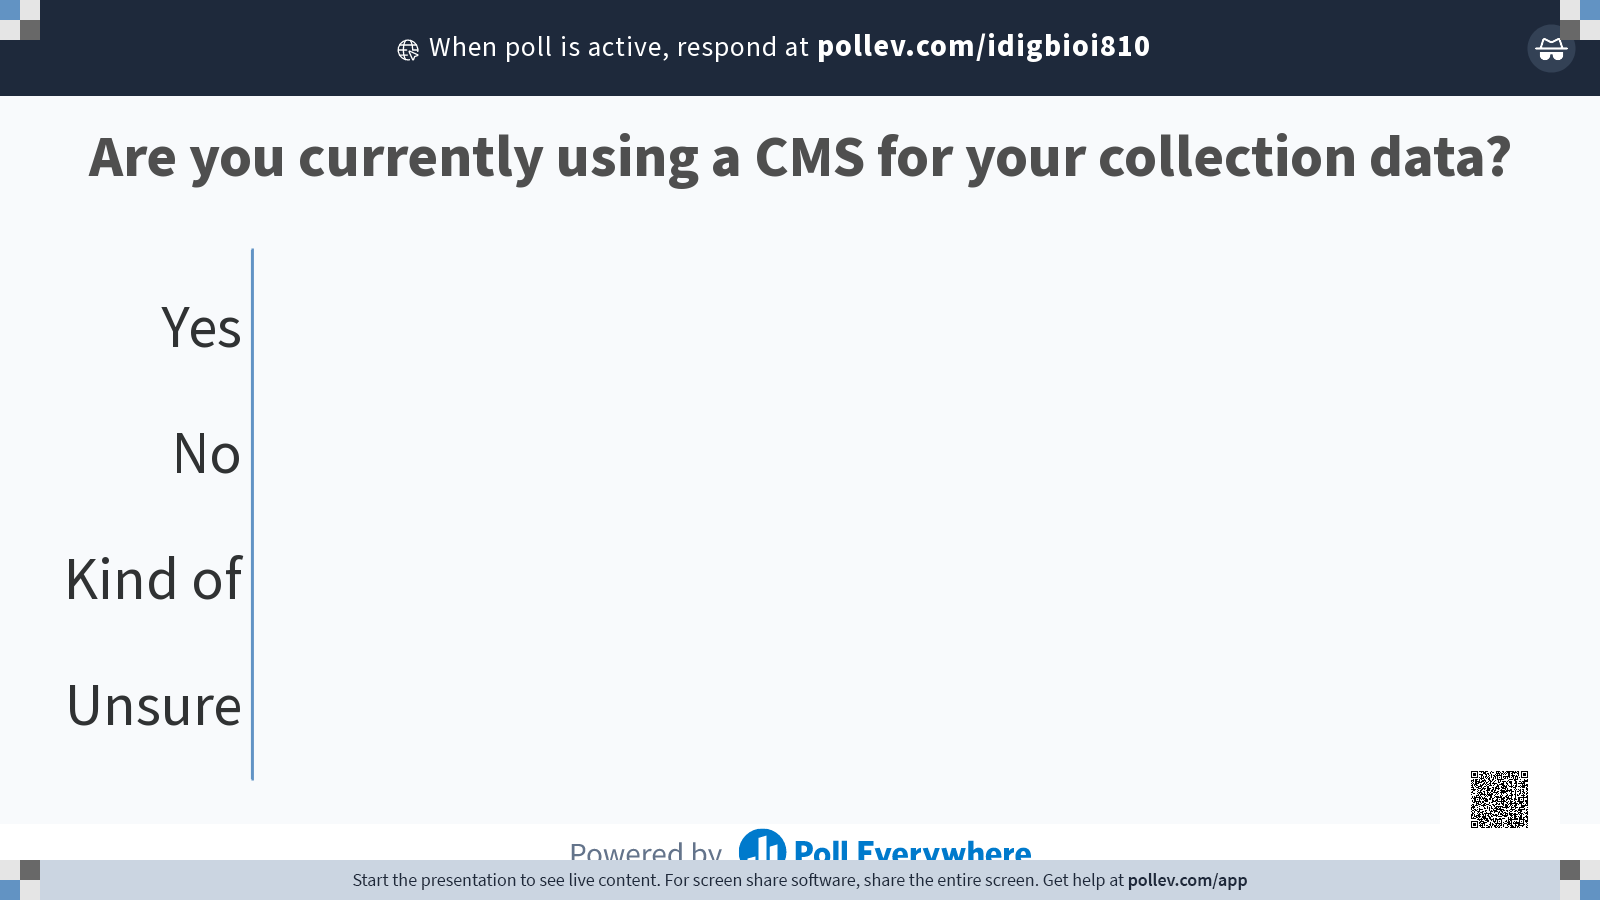 When poll is active, respond at pollev.com/idigbioi810
Are you currently using a CMS for your collection data?
Yes
No
Kind of
Unsure
Powered by Poll Everywhere
Start the presentation to see live content. For screen share software, share the entire screen. Get help at pollev.com/app